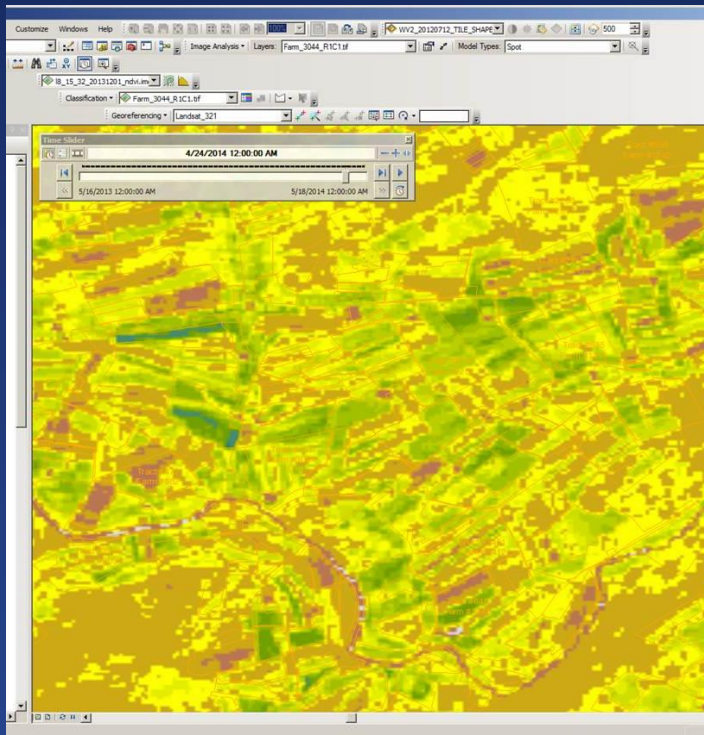 Customize Windows Help 100% WV2_20120712_TILE_SHAPE 500
Image Analysis Layers: Farm_3044_R1C1.tif Model Types: Spot
l8_15_32_20131201_ndvi.im
Classification Farm_3044_R1C1.tif
Georeferencing Landsat_321
Time Slider
4/24/2014 12:00:00 AM
5/16/2013 12:00:00 AM 5/18/2014 12:00:00 AM